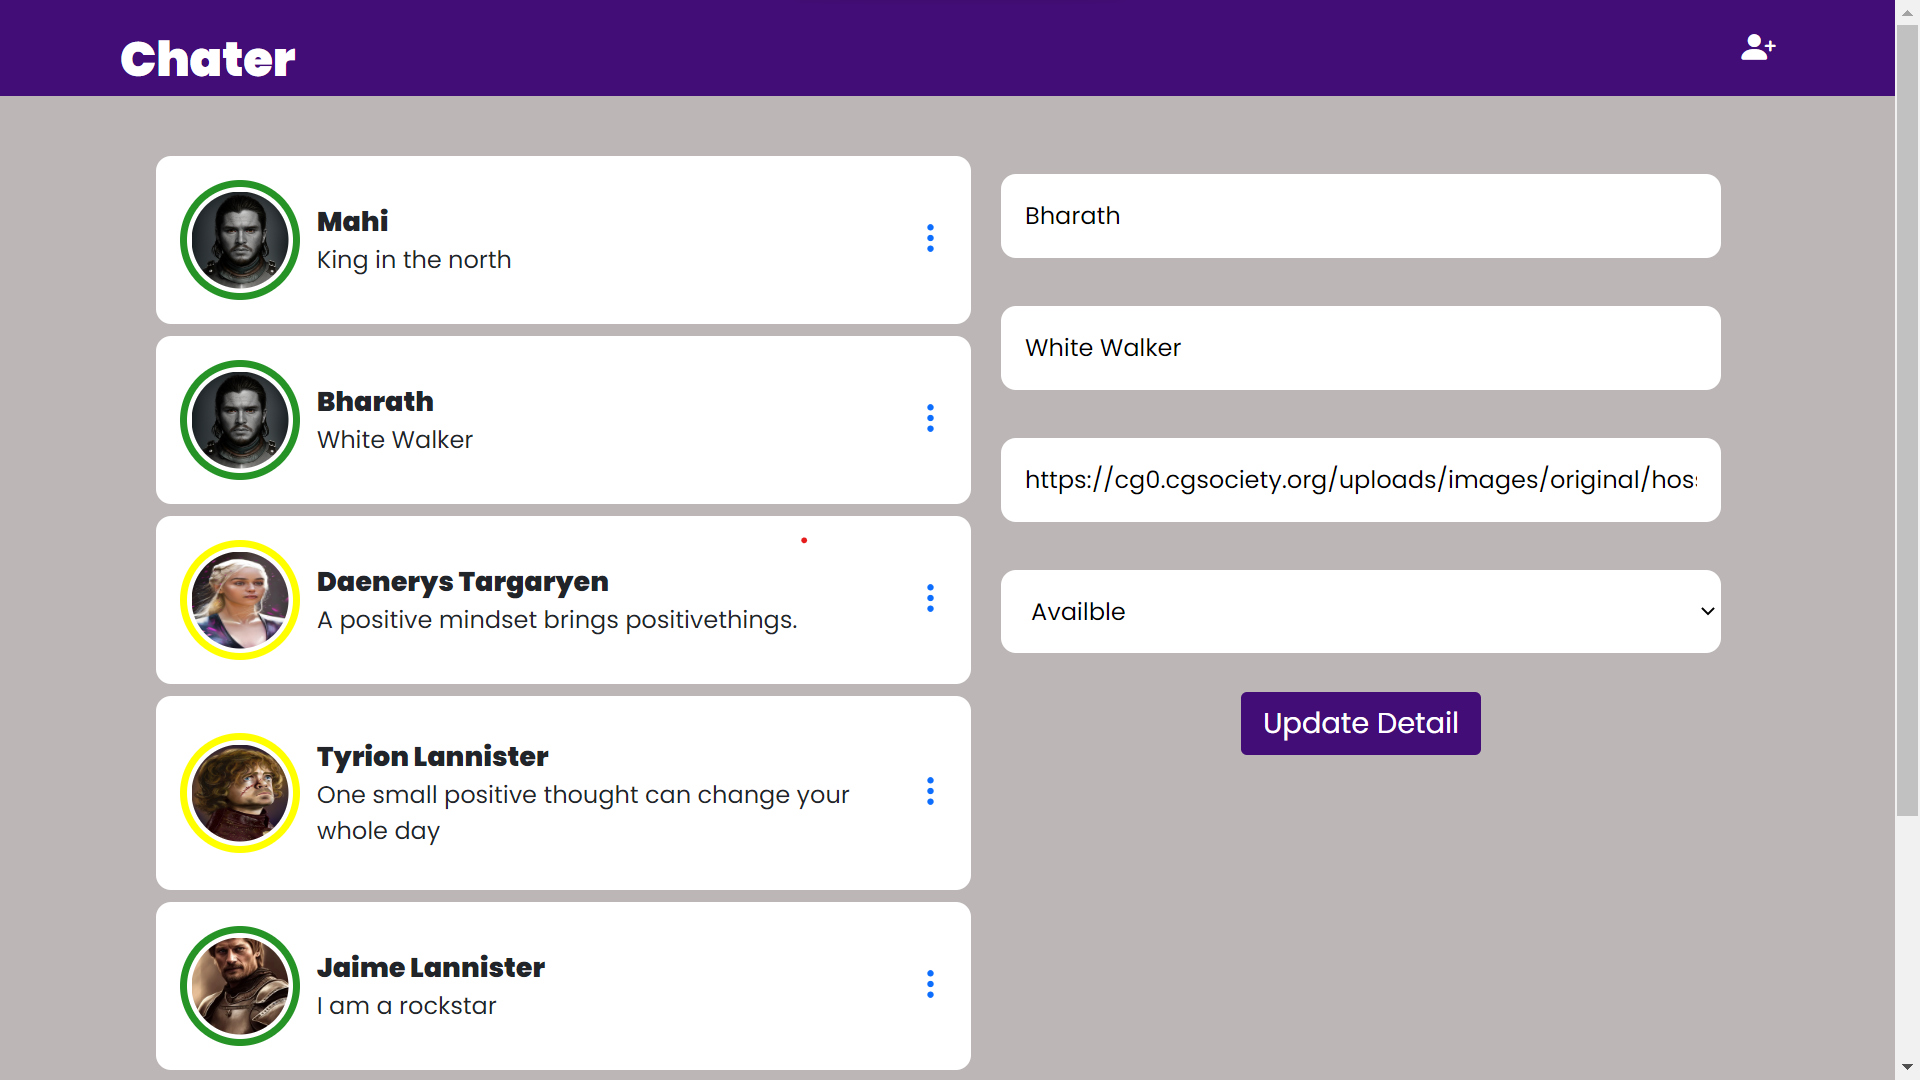 Chater
Mahi
King in the north
Bharath
White Walker
Daenerys Targaryen
A positive mindset brings positivethings.
Tyrion Lannister
One small positive thought can change your
whole day
Jaime Lannister
I am a rockstar
Bharath
White Walker
https://cg0.cgsociety.org/uploads/images/original/hos
Availble
Update Detail